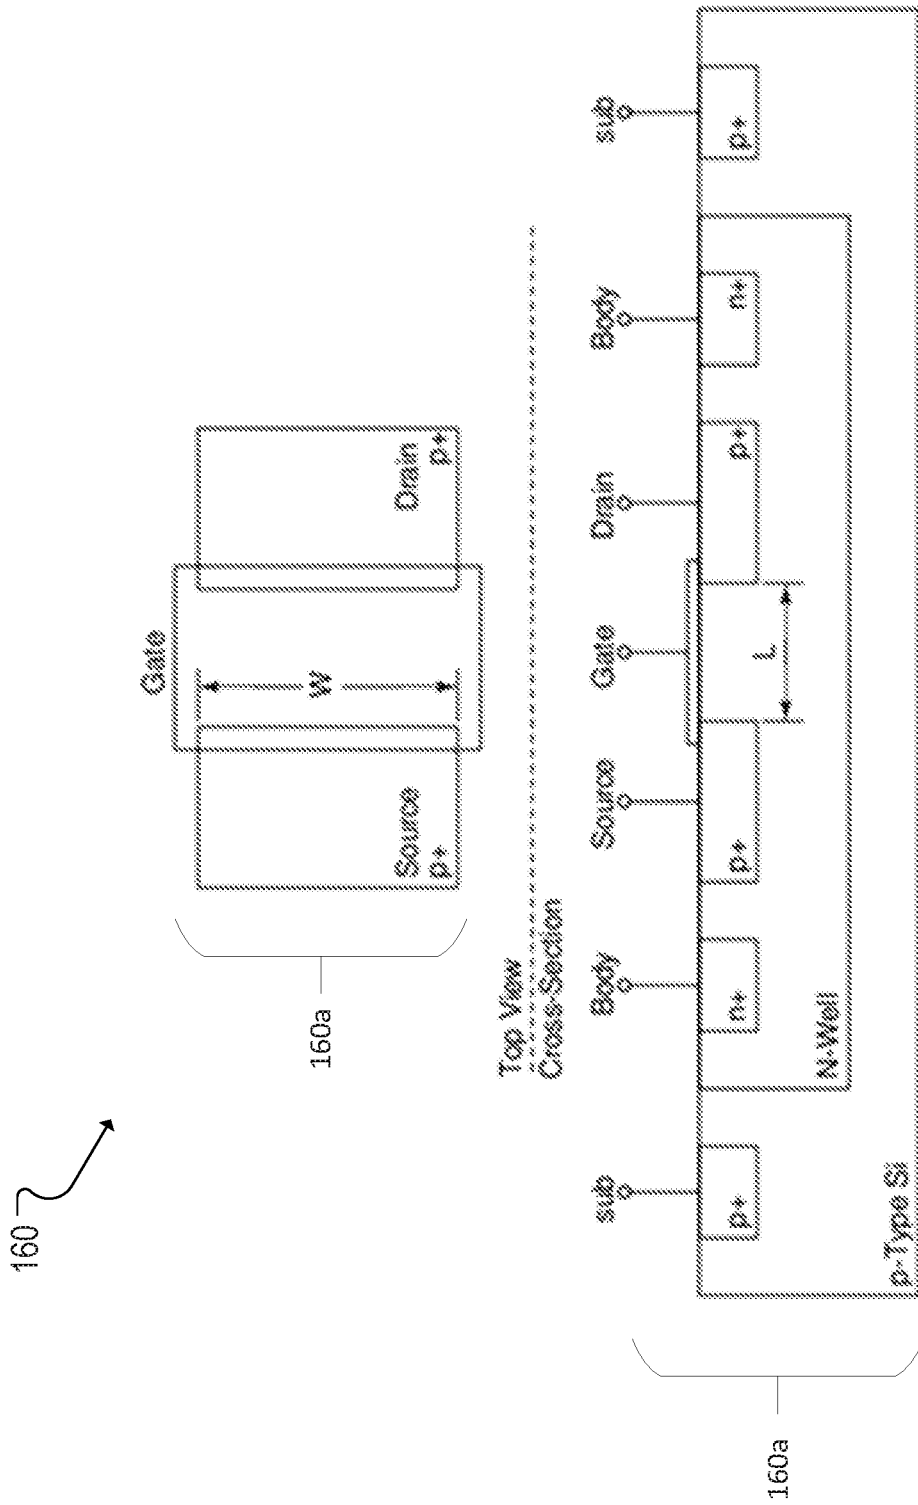 160
Gate
W
Source
p+
Drain
p+
160a
Top View
Cross-Section
sub
Body
Source
Gate
Drain
Body
sub
p+
n+
p+
L
p+
n+
p+
N-Well
p-Type Si
160a